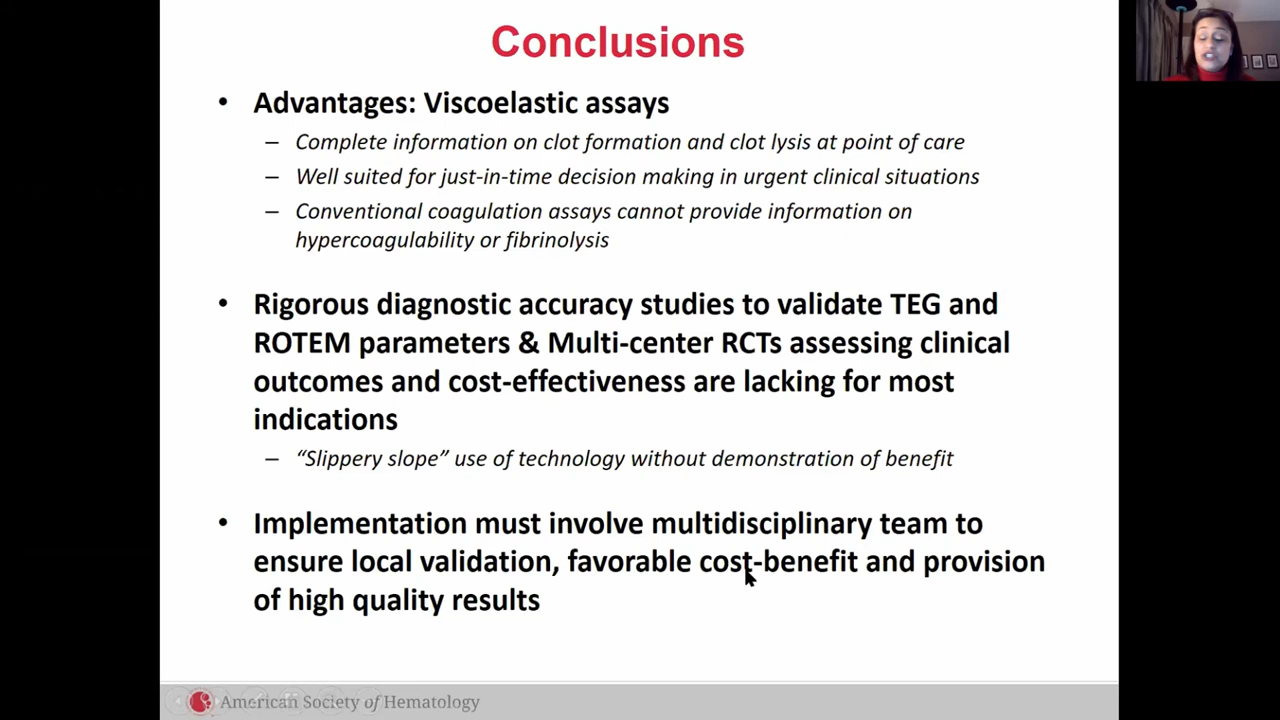 Conclusions
• Advantages: Viscoelastic assays
– Complete information on clot formation and clot lysis at point of care
– Well suited for just-in-time decision making in urgent clinical situations
– Conventional coagulation assays cannot provide information on
hypercoagulability or fibrinolysis
• Rigorous diagnostic accuracy studies to validate TEG and
ROTEM parameters & Multi-center RCTs assessing clinical
outcomes and cost-effectiveness are lacking for most
indications
– “Slippery slope” use of technology without demonstration of benefit
• Implementation must involve multidisciplinary team to
ensure local validation, favorable cost-benefit and provision
of high quality results
American Society of Hematology